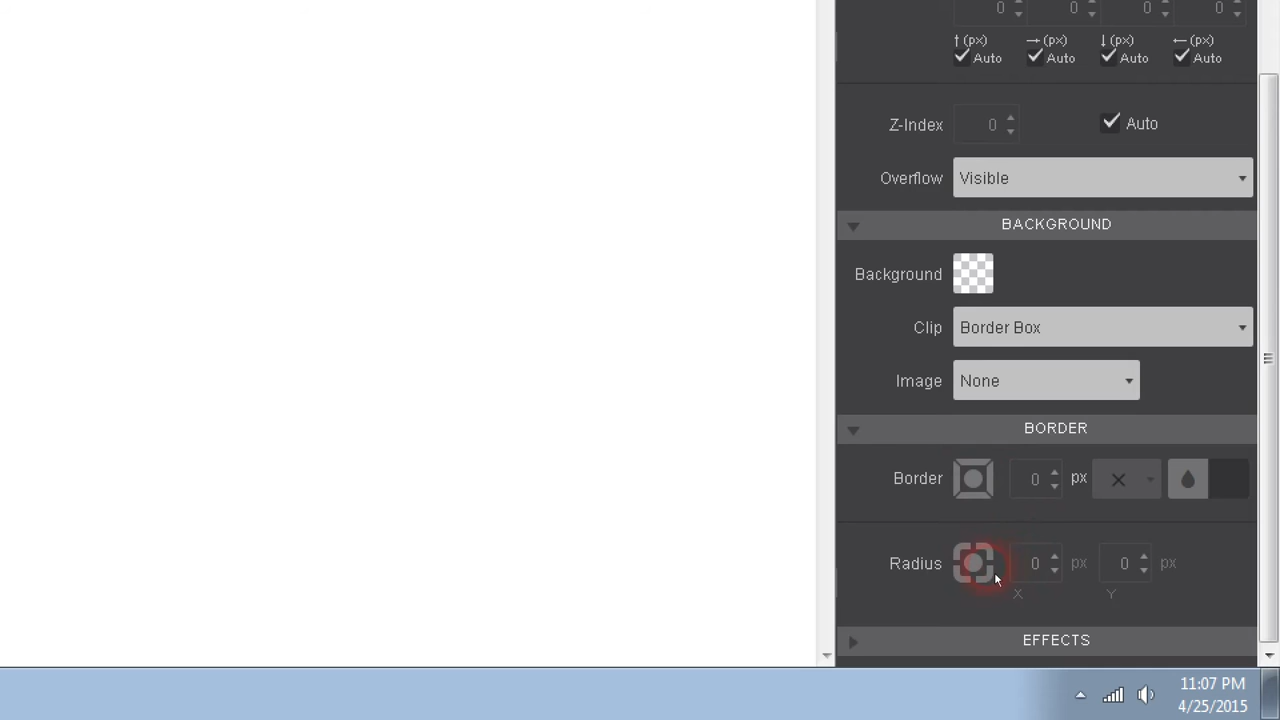 0 0 0 0
↑ (px) → (px) ↓ (px) ← (px)
Auto Auto Auto Auto
Z-Index 0 Auto
Overflow Visible
BACKGROUND
Background
Clip Border Box
Image None
BORDER
Border 0 px
Radius 0 px 0 px
X Y
EFFECTS
11:07 PM
4/25/2015